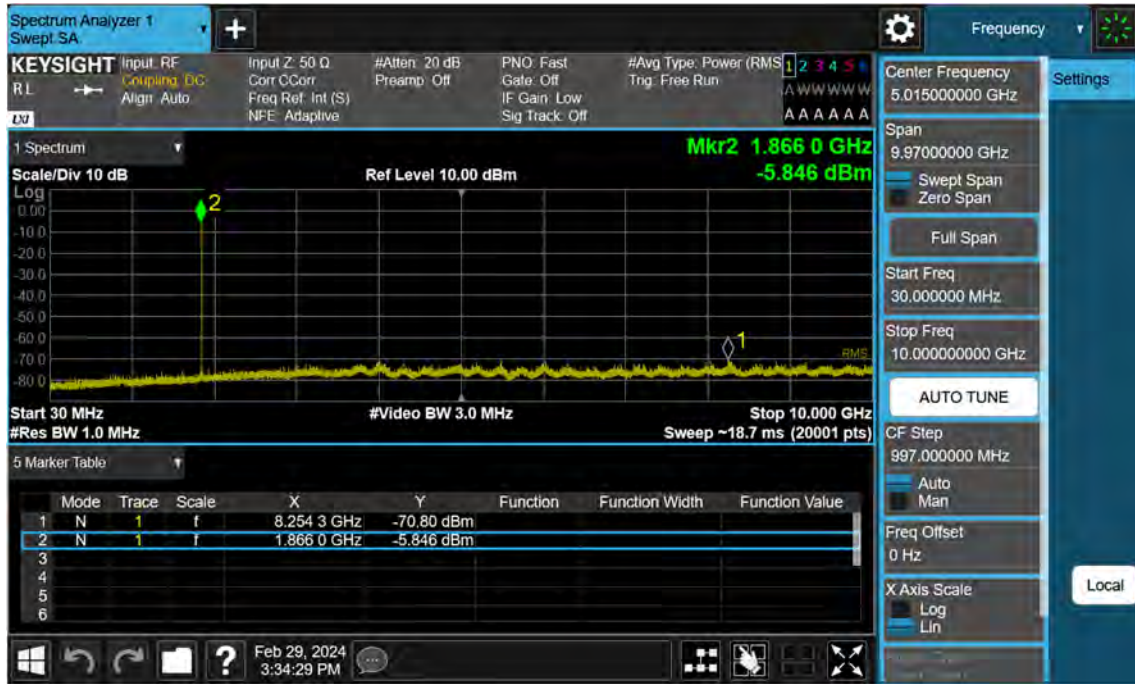 Spectrum Analyzer 1
Swept SA
+
Frequency
KEYSIGHT
RL
LXI
Input: RF
Coupling: DC
Align: Auto
Input Z: 50 Ω
Corr CCorr
Freq Ref: Int (S)
NFE: Adaptive
#Atten: 20 dB
Preamp: Off
PNO: Fast
Gate: Off
IF Gain: Low
Sig Track: Off
#Avg Type: Power (RMS
Trig: Free Run
1 2 3 4 5 6
A W W W W W
A A A A A A
1 Spectrum
Scale/Div 10 dB
Ref Level 10.00 dBm
Mkr2 1.866 0 GHz
-5.846 dBm
Log
0.00
-10.0
-20.0
-30.0
-40.0
-50.0
-60.0
-70.0
-80.0
2
1
RMS
Start 30 MHz
#Video BW 3.0 MHz
Stop 10.000 GHz
#Res BW 1.0 MHz
Sweep ~18.7 ms (20001 pts)
5 Marker Table
Mode Trace Scale X Y Function Function Width Function Value
1 N 1 f 8.254 3 GHz -70.80 dBm
2 N 1 f 1.866 0 GHz -5.846 dBm
3
4
5
6
Feb 29, 2024
3:34:29 PM
?
Center Frequency
5.015000000 GHz
Settings
Span
9.97000000 GHz
Swept Span
Zero Span
Full Span
Start Freq
30.000000 MHz
Stop Freq
10.000000000 GHz
AUTO TUNE
CF Step
997.000000 MHz
Auto
Man
Freq Offset
0 Hz
X Axis Scale
Log
Lin
Local